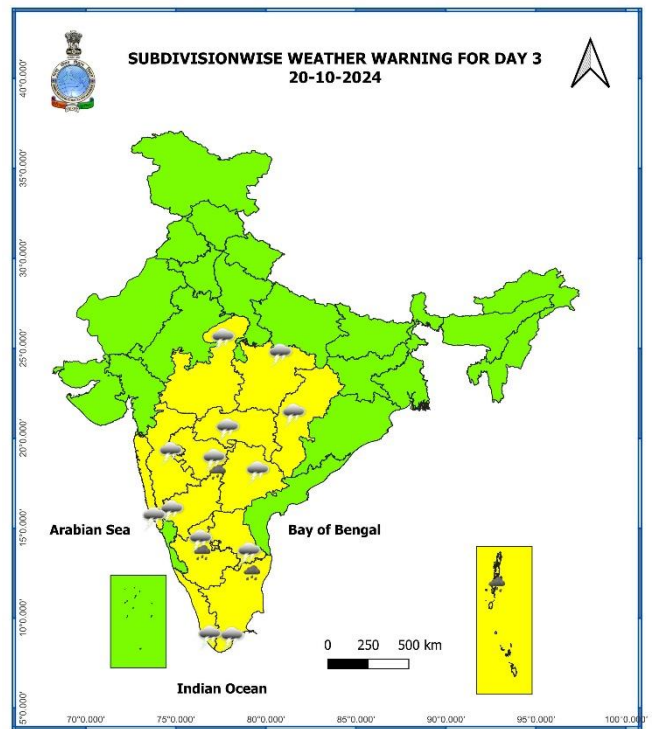 SUBDIVISIONWISE WEATHER WARNING FOR DAY 3
20-10-2024
40°0.000'
35°0.000'
30°0.000'
25°0.000'
20°0.000'
15°0.000'
10°0.000'
5°0.000'
Arabian Sea
Bay of Bengal
0 250 500 km
Indian Ocean
70°0.000' 75°0.000' 80°0.000' 85°0.000' 90°0.000' 95°0.000' 100°0.000'